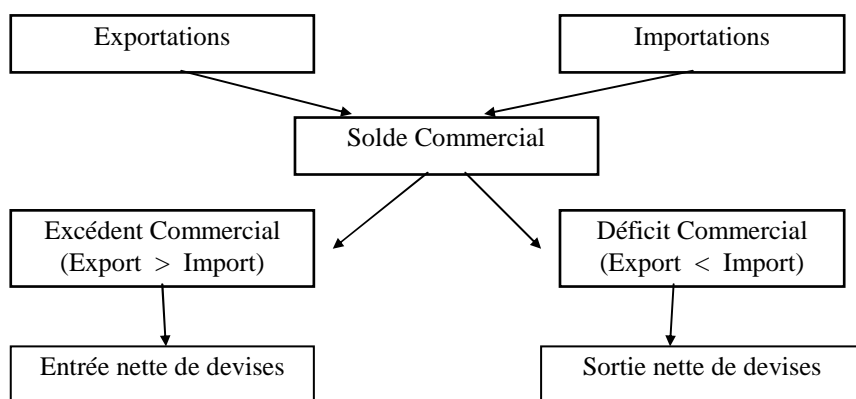 Exportations
Importations
Solde Commercial
Excédent Commercial
(Export > Import)
Déficit Commercial
(Export < Import)
Entrée nette de devises
Sortie nette de devises